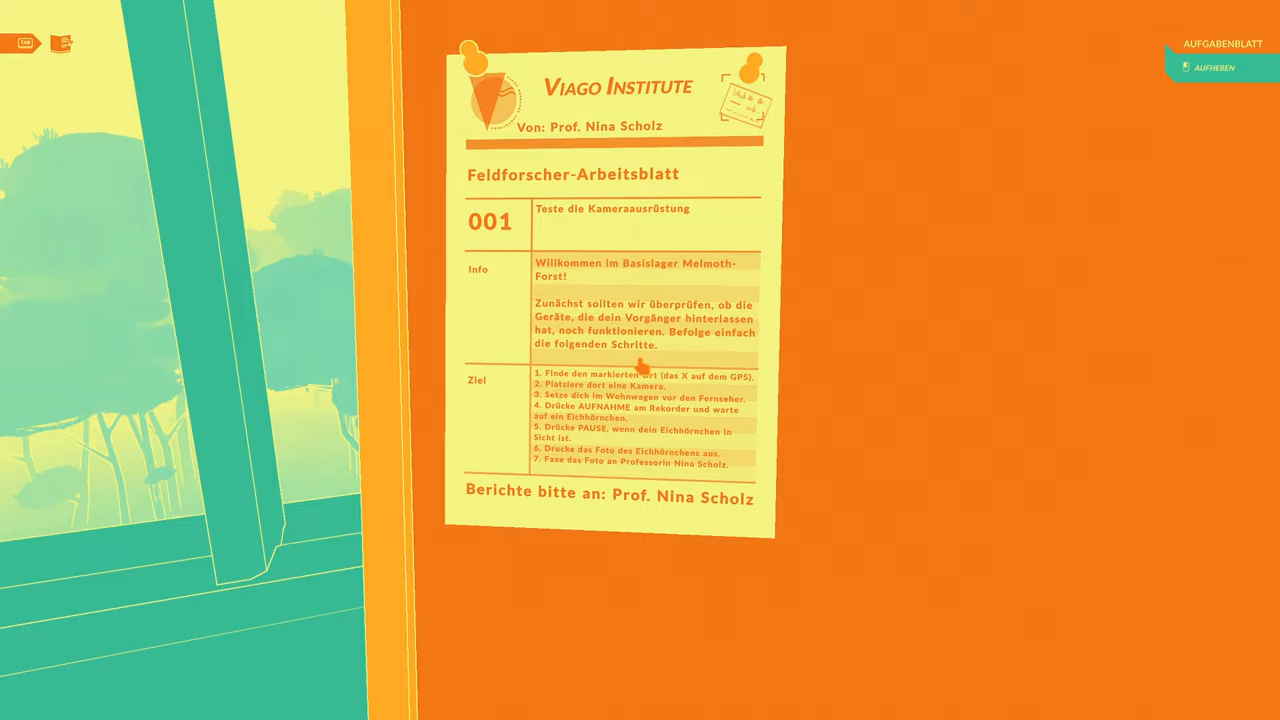 TAB
AUFGABENBLATT
AUFHEBEN
VIAGO INSTITUTE
Von: Prof. Nina Scholz
Feldforscher-Arbeitsblatt
001
Teste die Kameraausrüstung
Info
Willkommen im Basislager Melmoth-
Forst!
Zunächst sollten wir überprüfen, ob die
Geräte, die dein Vorgänger hinterlassen
hat, noch funktionieren. Befolge einfach
die folgenden Schritte.
Ziel
1. Finde den markierten Ort (das X auf dem GPS).
2. Platziere dort eine Kamera.
3. Setze dich im Wohnwagen vor den Fernseher.
4. Drücke AUFNAHME am Rekorder und warte
auf ein Eichhörnchen.
5. Drücke PAUSE, wenn dein Eichhörnchen in
Sicht ist.
6. Drucke das Foto des Eichhörnchens aus.
7. Faxe das Foto an Professorin Nina Scholz.
Berichte bitte an: Prof. Nina Scholz